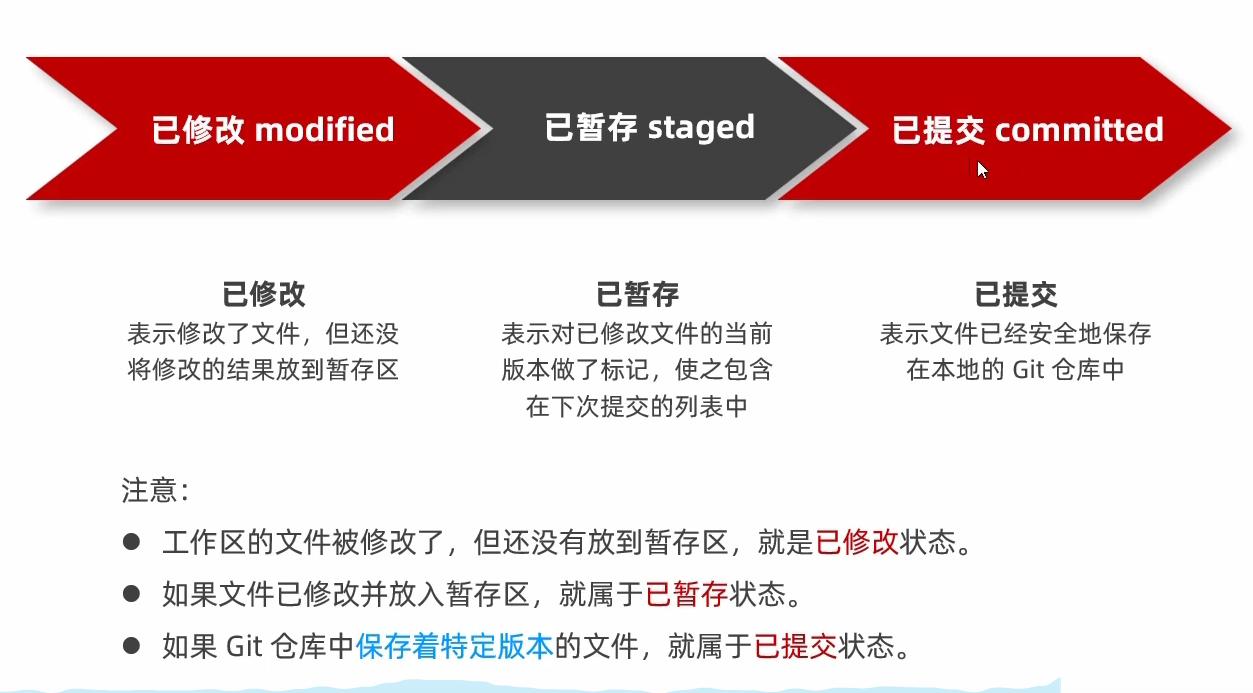 已修改 modified
已暂存 staged
已提交 committed
已修改
表示修改了文件，但还没
将修改的结果放到暂存区
已暂存
表示对已修改文件的当前
版本做了标记，使之包含
在下次提交的列表中
已提交
表示文件已经安全地保存
在本地的 Git 仓库中
注意：
● 工作区的文件被修改了，但还没有放到暂存区，就是已修改状态。
● 如果文件已修改并放入暂存区，就属于已暂存状态。
● 如果 Git 仓库中保存着特定版本的文件，就属于已提交状态。